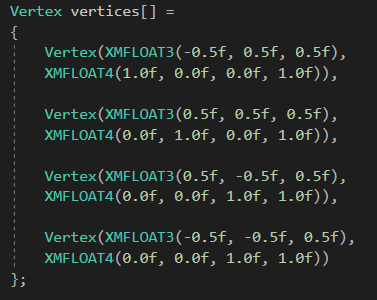 Vertex vertices[] =
{
Vertex(XMFLOAT3(-0.5f, 0.5f, 0.5f),
XMFLOAT4(1.0f, 0.0f, 0.0f, 1.0f)),
Vertex(XMFLOAT3(0.5f, 0.5f, 0.5f),
XMFLOAT4(0.0f, 1.0f, 0.0f, 1.0f)),
Vertex(XMFLOAT3(0.5f, -0.5f, 0.5f),
XMFLOAT4(0.0f, 0.0f, 1.0f, 1.0f)),
Vertex(XMFLOAT3(-0.5f, -0.5f, 0.5f),
XMFLOAT4(0.0f, 0.0f, 1.0f, 1.0f))
};